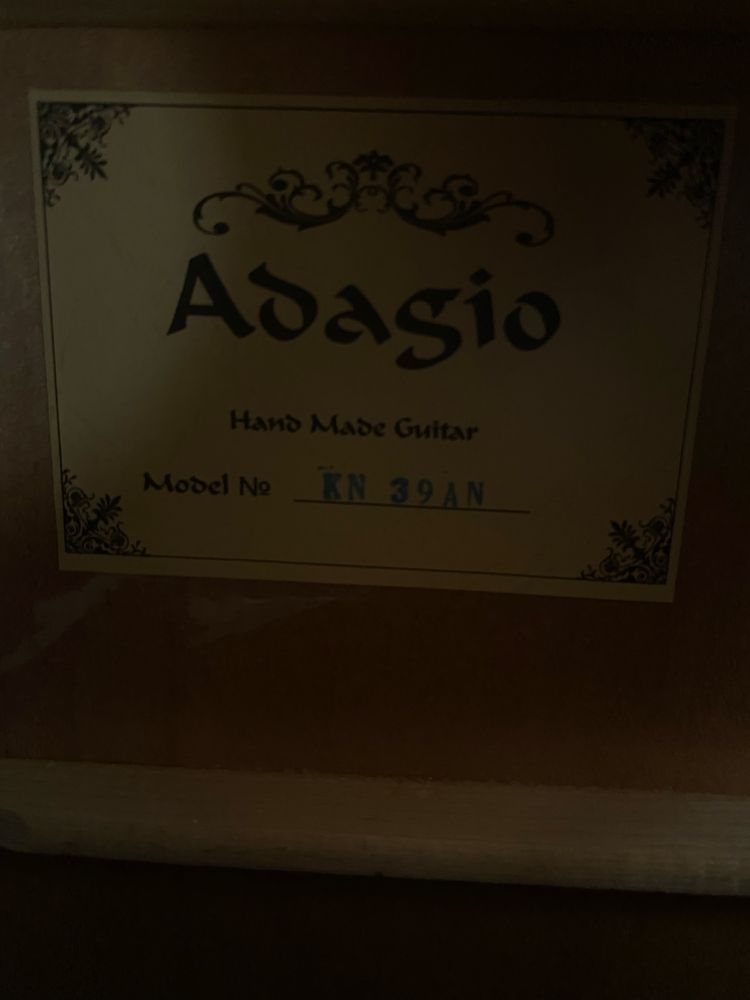 Adagio
Hand Made Guitar
Model № KN 39AN